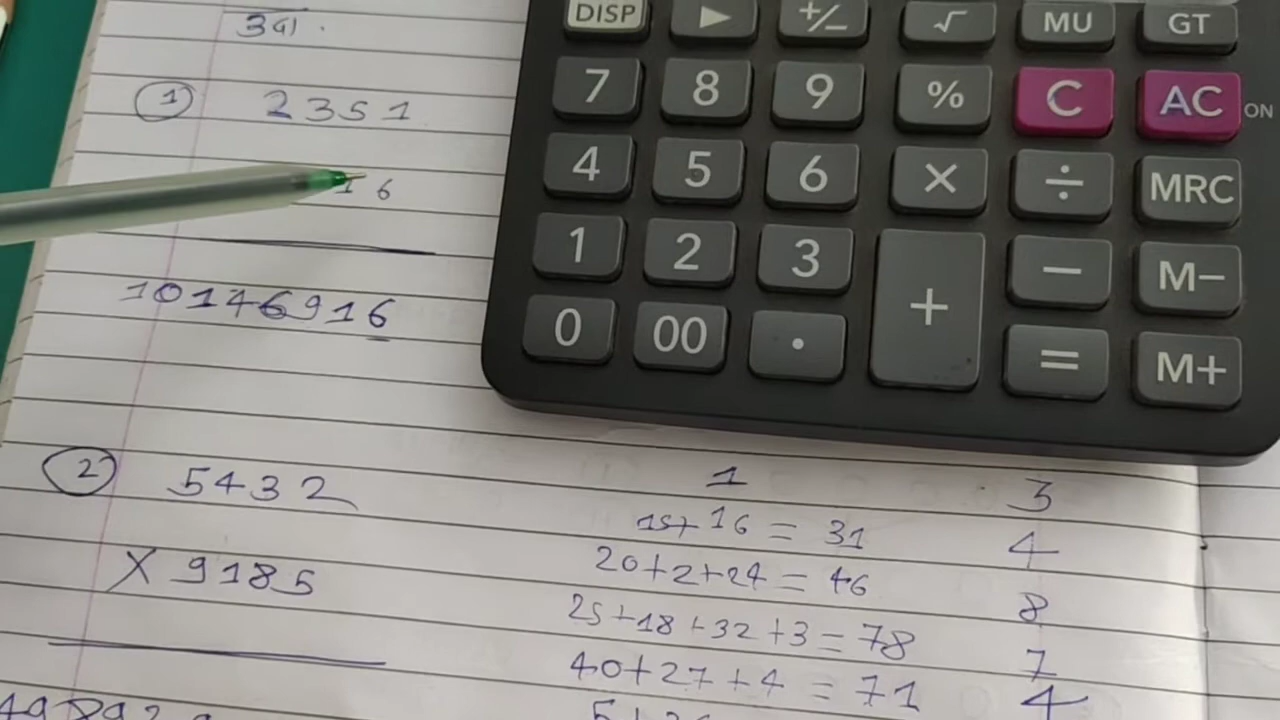 1
2351
16
10146916
2
5432
X 9185
1
15+ 16 = 31
20+2+24 = 46
25+18+32+3=78
40+27+4 = 71
3
4
8
7
4
DISP ▶ +/− √ MU GT
7 8 9 % C AC ON
4 5 6 × ÷ MRC
1 2 3 + − M−
0 00 . = M+